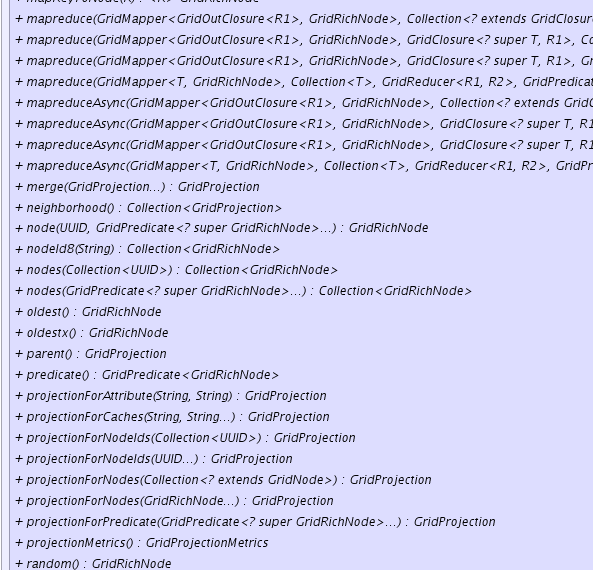 + mapKeyToNode(K) : <K> GridRichNode
+ mapreduce(GridMapper<GridOutClosure<R1>, GridRichNode>, Collection<? extends GridClosur
+ mapreduce(GridMapper<GridOutClosure<R1>, GridRichNode>, GridClosure<? super T, R1>, Co
+ mapreduce(GridMapper<GridOutClosure<R1>, GridRichNode>, GridClosure<? super T, R1>, Gr
+ mapreduce(GridMapper<T, GridRichNode>, Collection<T>, GridReducer<R1, R2>, GridPredicat
+ mapreduceAsync(GridMapper<GridOutClosure<R1>, GridRichNode>, Collection<? extends GridC
+ mapreduceAsync(GridMapper<GridOutClosure<R1>, GridRichNode>, GridClosure<? super T, R1
+ mapreduceAsync(GridMapper<GridOutClosure<R1>, GridRichNode>, GridClosure<? super T, R1
+ mapreduceAsync(GridMapper<T, GridRichNode>, Collection<T>, GridReducer<R1, R2>, GridPr
+ merge(GridProjection...) : GridProjection
+ neighborhood() : Collection<GridProjection>
+ node(UUID, GridPredicate<? super GridRichNode>...) : GridRichNode
+ nodeId8(String) : Collection<GridRichNode>
+ nodes(Collection<UUID>) : Collection<GridRichNode>
+ nodes(GridPredicate<? super GridRichNode>...) : Collection<GridRichNode>
+ oldest() : GridRichNode
+ oldestx() : GridRichNode
+ parent() : GridProjection
+ predicate() : GridPredicate<GridRichNode>
+ projectionForAttribute(String, String) : GridProjection
+ projectionForCaches(String, String...) : GridProjection
+ projectionForNodeIds(Collection<UUID>) : GridProjection
+ projectionForNodeIds(UUID...) : GridProjection
+ projectionForNodes(Collection<? extends GridNode>) : GridProjection
+ projectionForNodes(GridRichNode...) : GridProjection
+ projectionForPredicate(GridPredicate<? super GridRichNode>...) : GridProjection
+ projectionMetrics() : GridProjectionMetrics
+ random() : GridRichNode